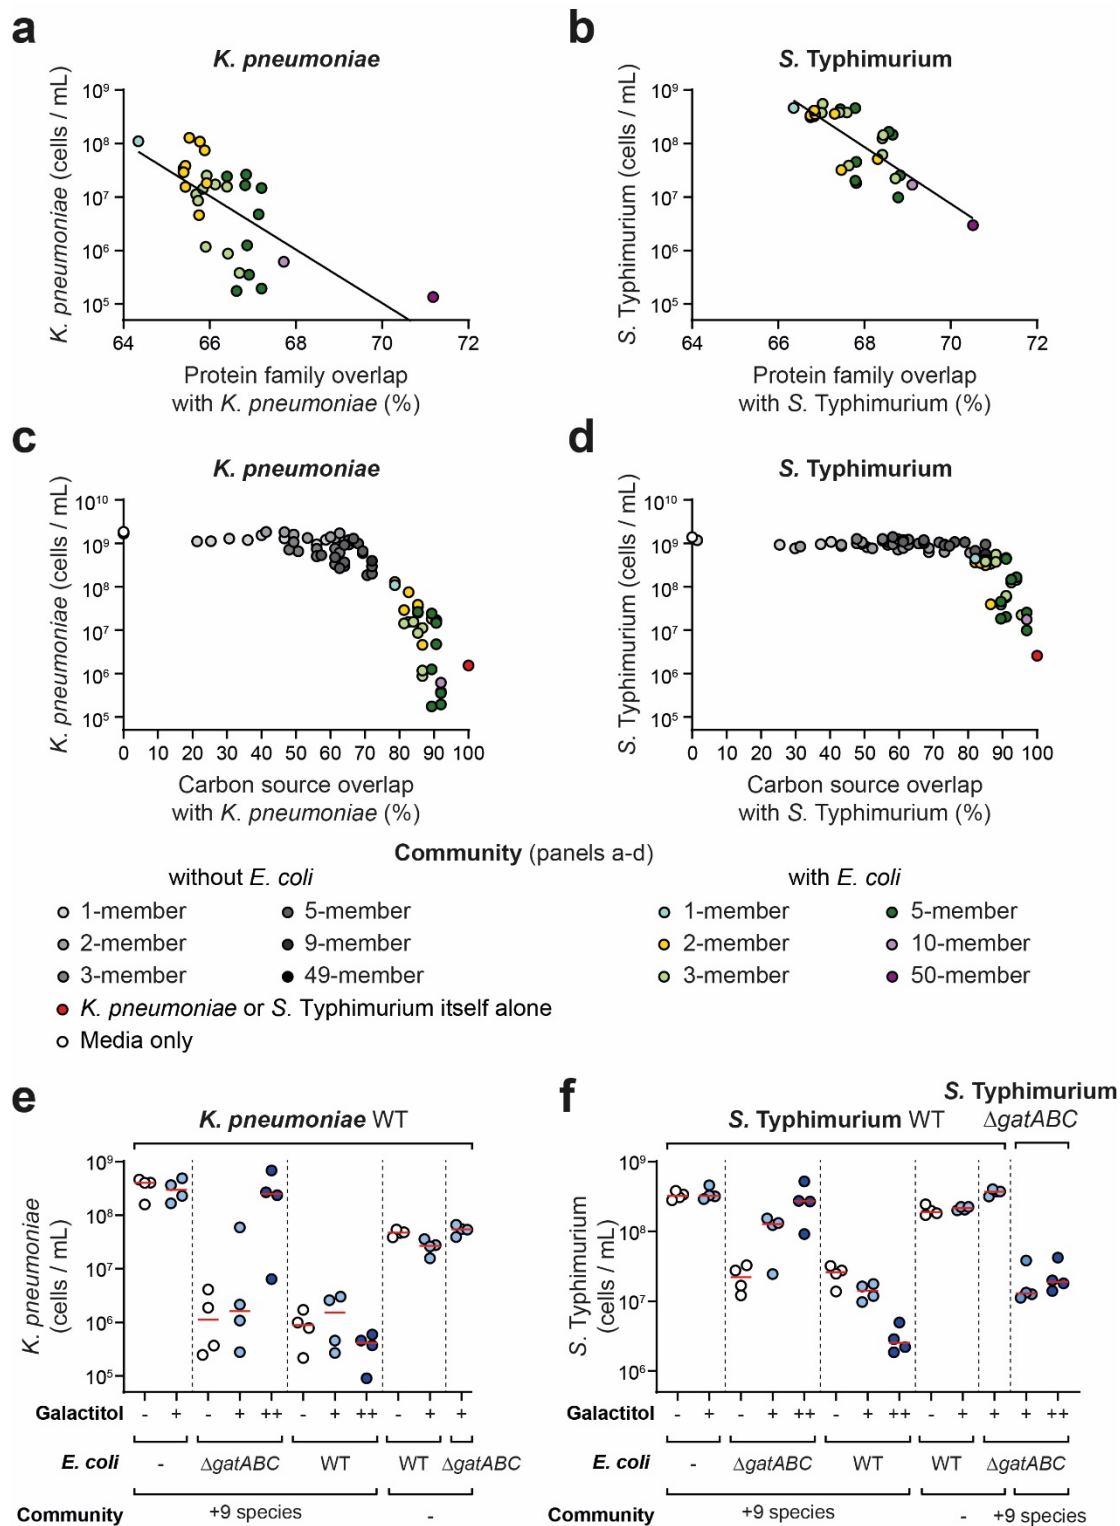 a
K. pneumoniae
K. pneumoniae (cells / mL)
10⁹
10⁸
10⁷
10⁶
10⁵
64 66 68 70 72
Protein family overlap
with K. pneumoniae (%)
b
S. Typhimurium
S. Typhimurium (cells / mL)
10⁹
10⁸
10⁷
10⁶
10⁵
64 66 68 70 72
Protein family overlap
with S. Typhimurium (%)
c
K. pneumoniae
K. pneumoniae (cells / mL)
10¹⁰
10⁹
10⁸
10⁷
10⁶
10⁵
0 10 20 30 40 50 60 70 80 90 100
Carbon source overlap
with K. pneumoniae (%)
d
S. Typhimurium
S. Typhimurium (cells / mL)
10¹⁰
10⁹
10⁸
10⁷
10⁶
10⁵
0 10 20 30 40 50 60 70 80 90 100
Carbon source overlap
with S. Typhimurium (%)
Community (panels a-d)
without E. coli
1-member 5-member
2-member 9-member
3-member 49-member
K. pneumoniae or S. Typhimurium itself alone
Media only
with E. coli
1-member 5-member
2-member 10-member
3-member 50-member
e
K. pneumoniae WT
K. pneumoniae
(cells / mL)
10⁹
10⁸
10⁷
10⁶
10⁵
Galactitol - + - + ++ - + ++ - + +
E. coli - ΔgatABC WT WT ΔgatABC
Community +9 species -
f
S. Typhimurium WT
S. Typhimurium
ΔgatABC
S. Typhimurium
(cells / mL)
10⁹
10⁸
10⁷
10⁶
Galactitol - + - + ++ - + ++ - + + + ++
E. coli - ΔgatABC WT WT ΔgatABC
Community +9 species - +9 species